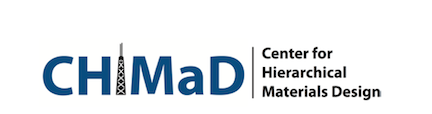 CHiMaD
Center for
Hierarchical
Materials Design